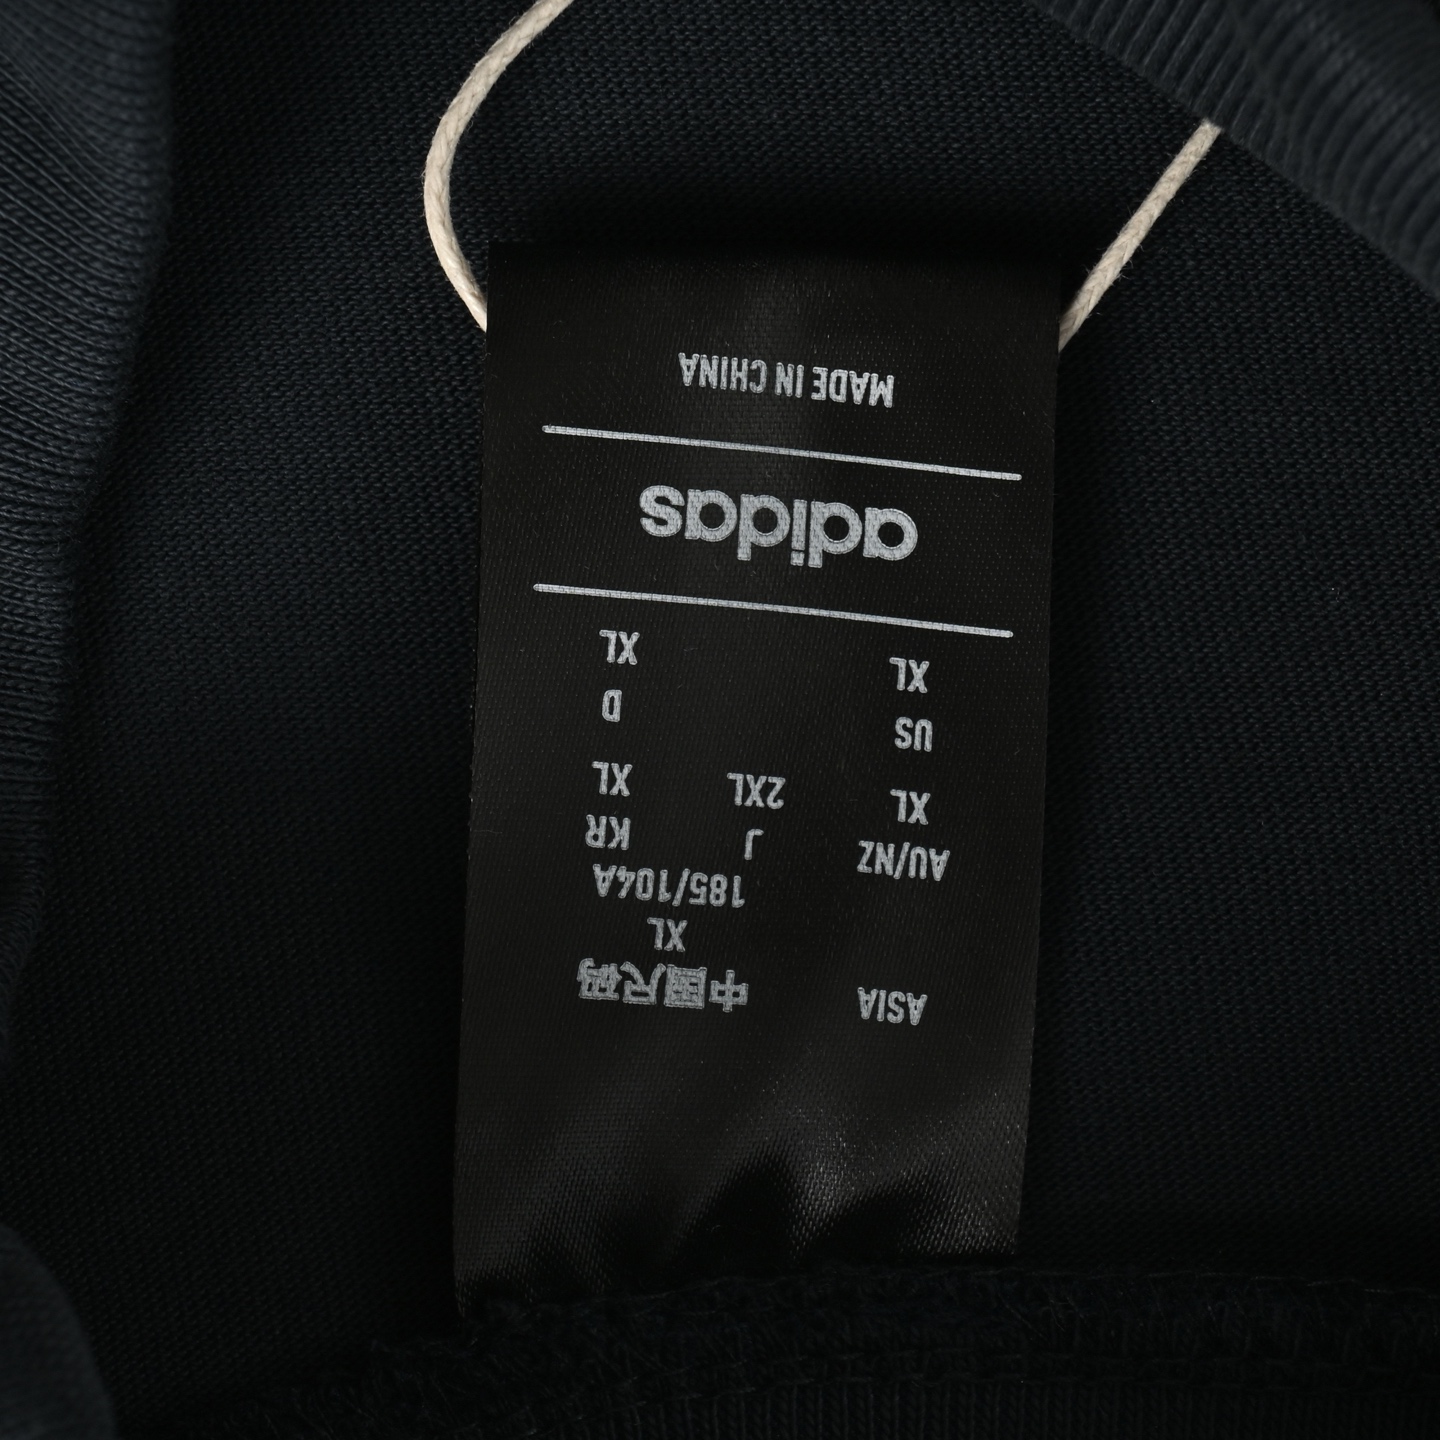 ASIA 中国尺码
XL
185/104A
AU/NZ J KR
XL 2XL XL
US D
XL XL
adidas
MADE IN CHINA